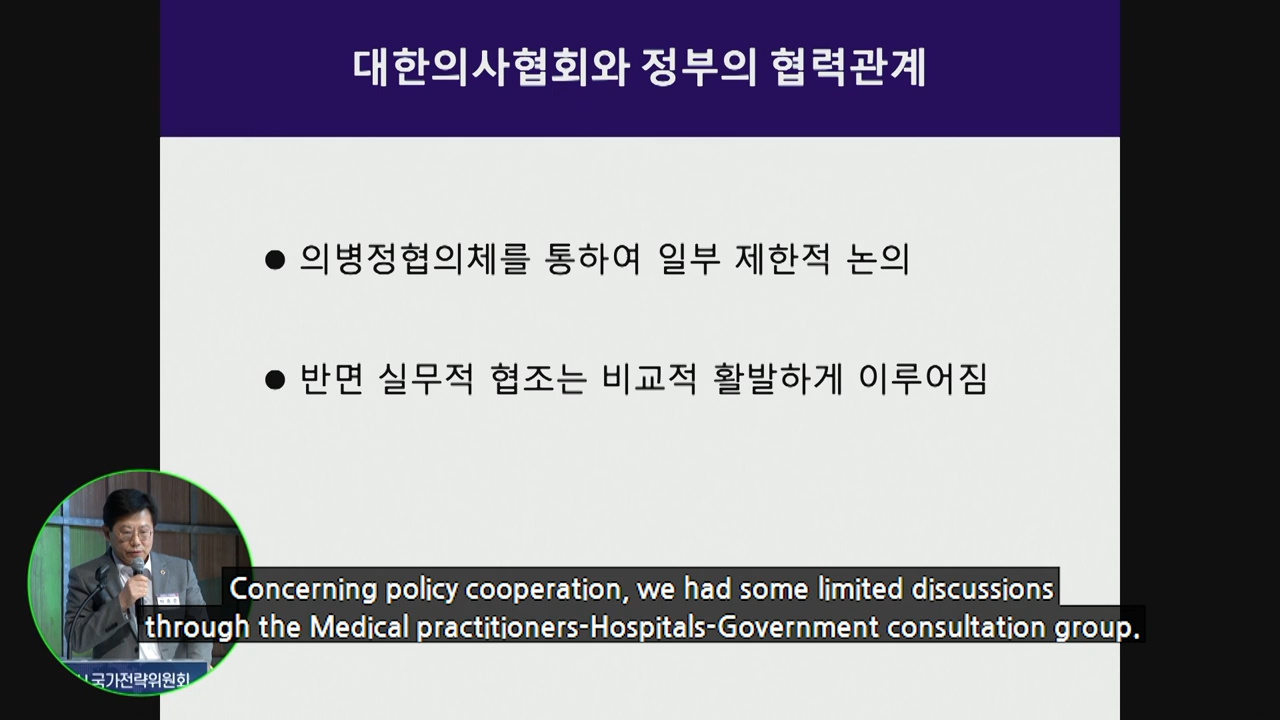 대한의사협회와 정부의 협력관계
● 의병정협의체를 통하여 일부 제한적 논의
● 반면 실무적 협조는 비교적 활발하게 이루어짐
Concerning policy cooperation, we had some limited discussions
through the Medical practitioners-Hospitals-Government consultation group.
국가전략위원회